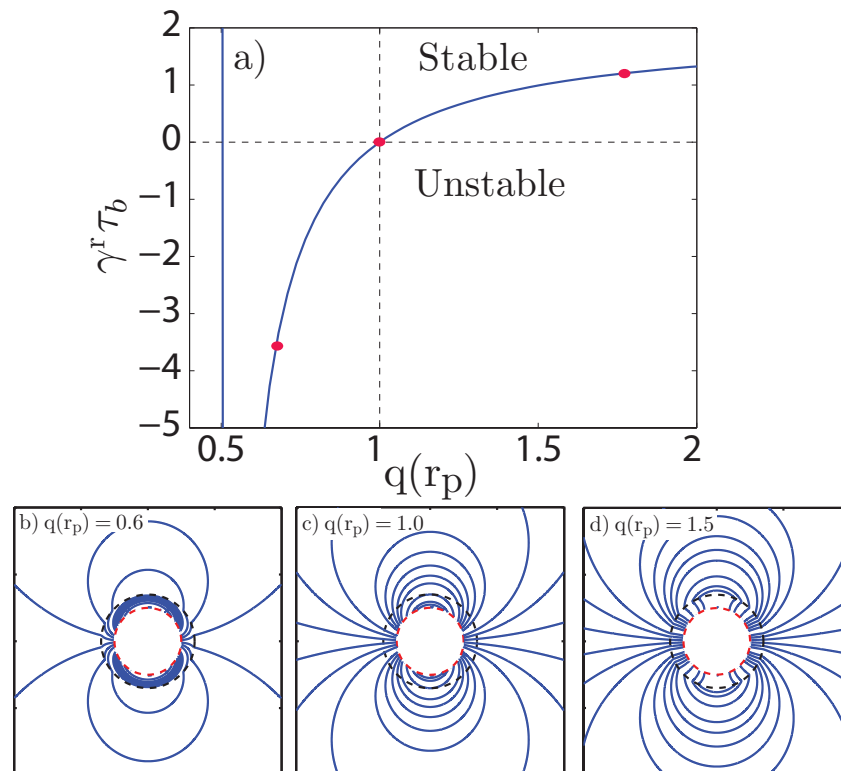 a)
Stable
Unstable
2
1
0
−1
−2
−3
−4
−5
γʳτ_b
0.5
1
1.5
2
q(r_p)
b) q(r_p) = 0.6
c) q(r_p) = 1.0
d) q(r_p) = 1.5